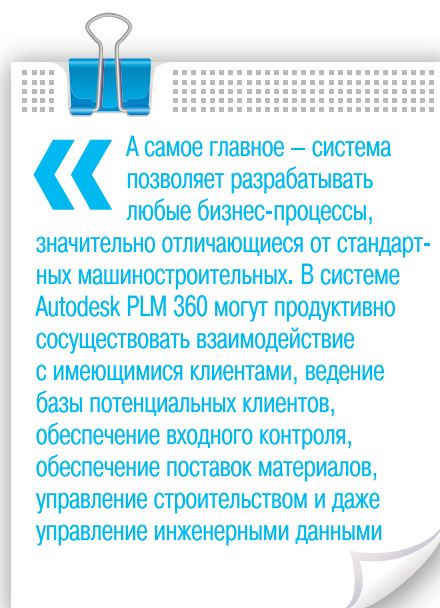 « А самое главное – система
позволяет разрабатывать
любые бизнес-процессы,
значительно отличающиеся от стандарт-
ных машиностроительных. В системе
Autodesk PLM 360 могут продуктивно
сосуществовать взаимодействие
с имеющимися клиентами, ведение
базы потенциальных клиентов,
обеспечение входного контроля,
обеспечение поставок материалов,
управление строительством и даже
управление инженерными данными